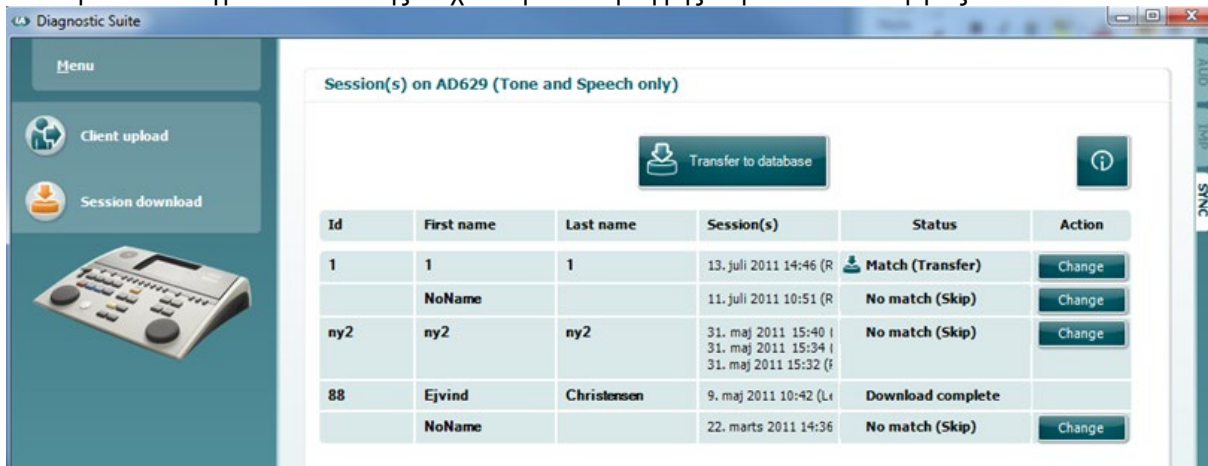 Diagnostic Suite
Menu
Client upload
Session download
Session(s) on AD629 (Tone and Speech only)
Transfer to database
AUD
IMP
SYNC
Id First name Last name Session(s) Status Action
1 1 1 13. juli 2011 14:46 (R Match (Transfer) Change
NoName 11. juli 2011 10:51 (R No match (Skip) Change
ny2 ny2 ny2 31. maj 2011 15:40 ( No match (Skip) Change
31. maj 2011 15:34 (
31. maj 2011 15:32 (
88 Ejvind Christensen 9. maj 2011 10:42 (Le Download complete
NoName 22. marts 2011 14:36 No match (Skip) Change